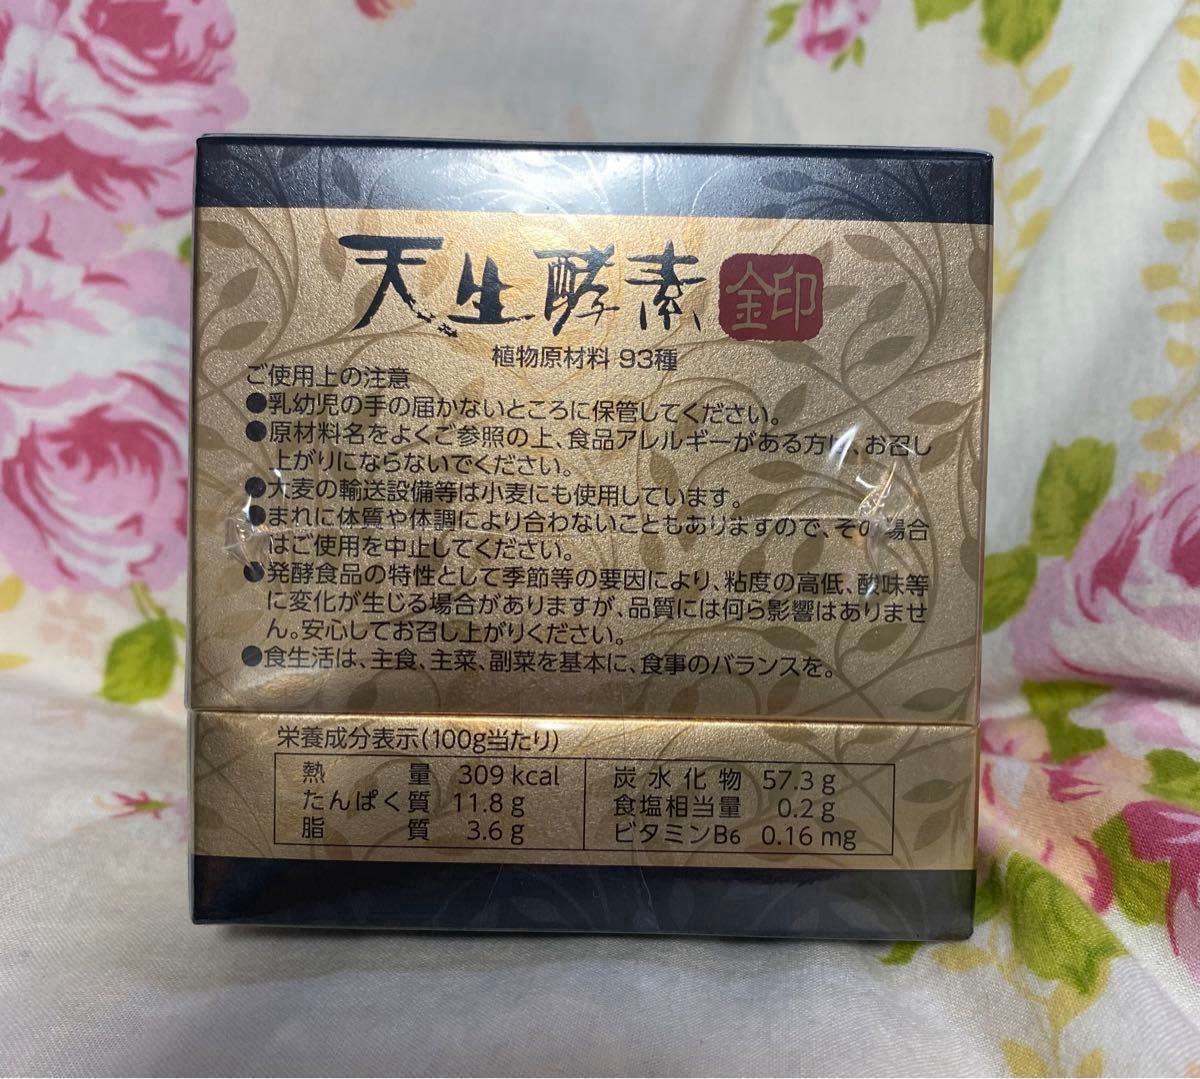 天生酵素 金印
植物原材料 93種
ご使用上の注意
●乳幼児の手の届かないところに保管してください。
●原材料名をよくご参照の上、食品アレルギーがある方は、お召し
上がりにならないでください。
●大麦の輸送設備等は小麦にも使用しています。
●まれに体質や体調により合わないこともありますので、その場合
はご使用を中止してください。
●発酵食品の特性として季節等の要因により、粘度の高低、酸味等
に変化が生じる場合がありますが、品質には何ら影響はありませ
ん。安心してお召し上がりください。
●食生活は、主食、主菜、副菜を基本に、食事のバランスを。
栄養成分表示(100g当たり)
熱量 309 kcal 炭水化物 57.3 g
たんぱく質 11.8 g 食塩相当量 0.2 g
脂質 3.6 g ビタミンB6 0.16 mg